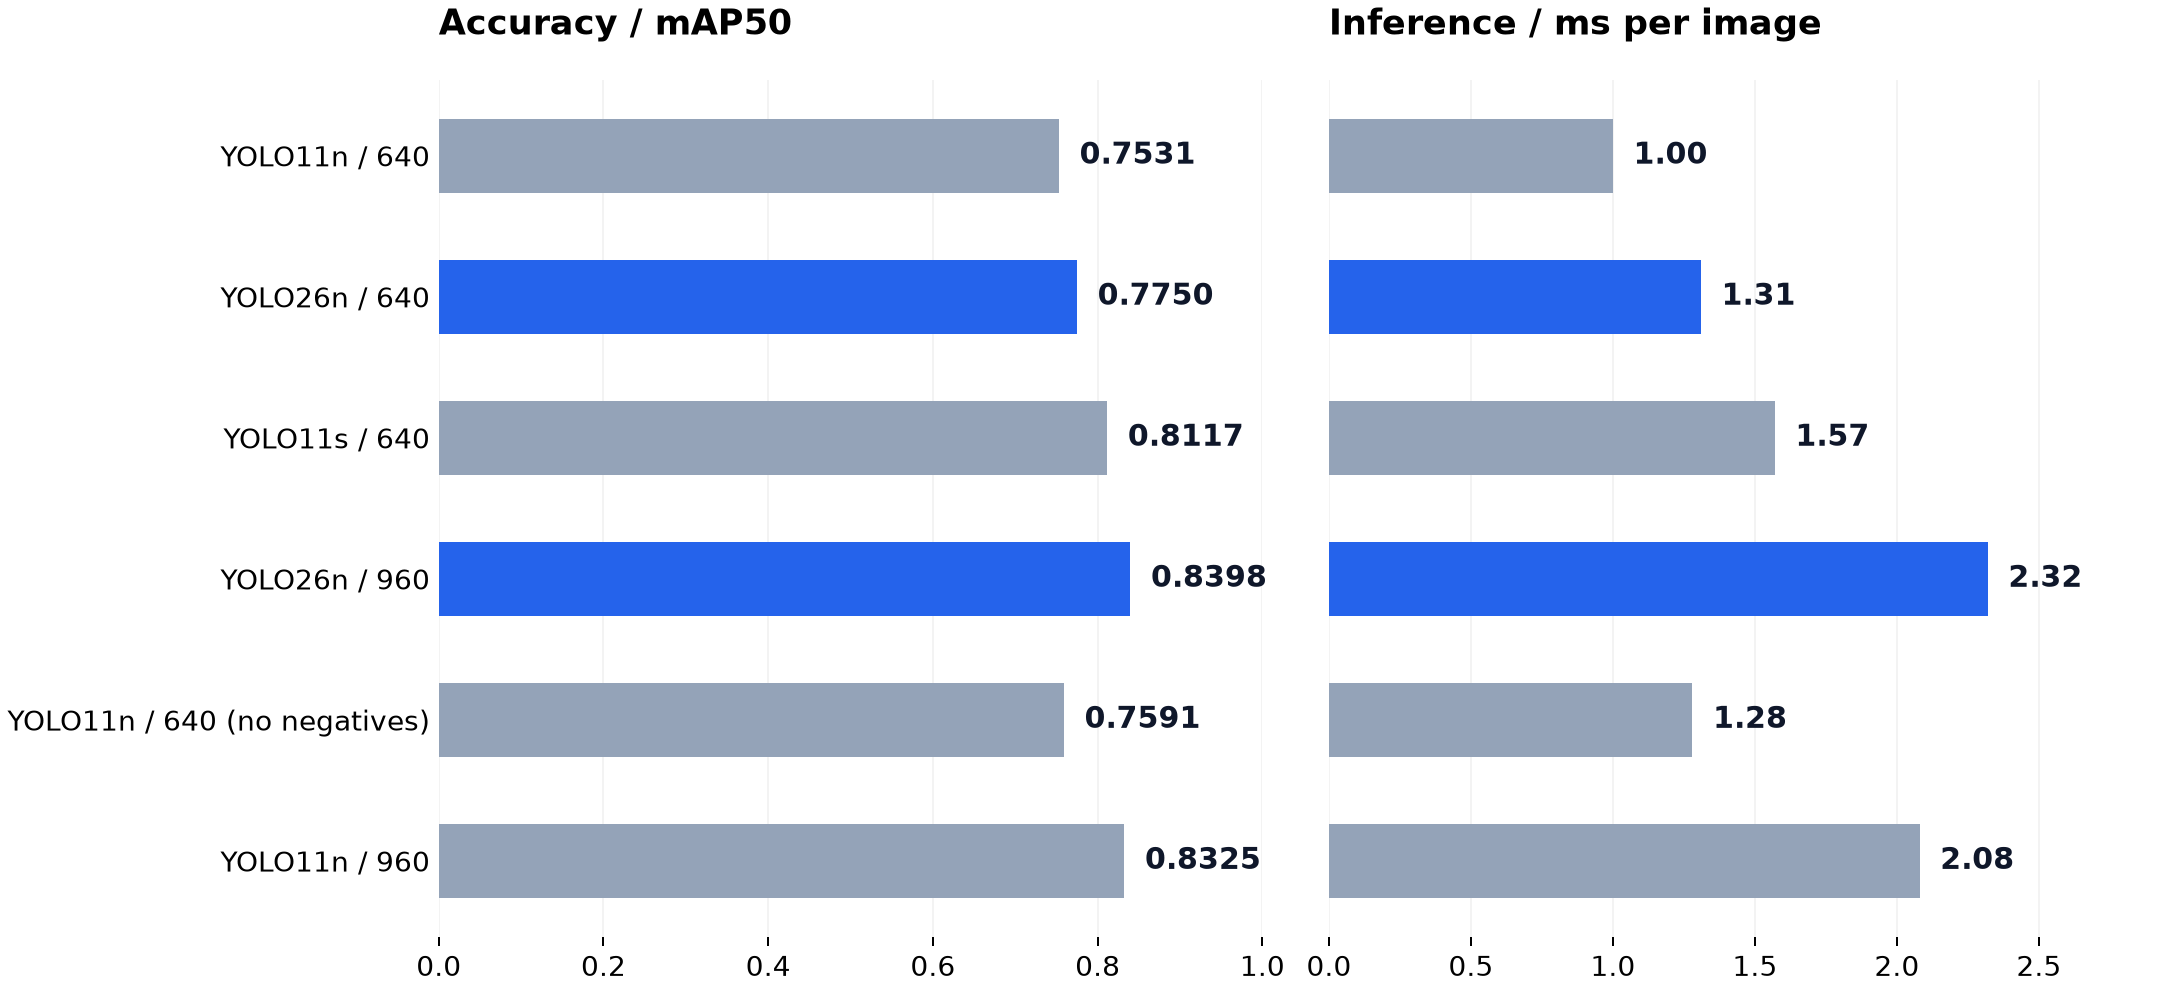 Accuracy / mAP50
Inference / ms per image
YOLO11n / 640
0.7531
1.00
YOLO26n / 640
0.7750
1.31
YOLO11s / 640
0.8117
1.57
YOLO26n / 960
0.8398
2.32
YOLO11n / 640 (no negatives)
0.7591
1.28
YOLO11n / 960
0.8325
2.08
0.0 0.2 0.4 0.6 0.8 1.0
0.0 0.5 1.0 1.5 2.0 2.5